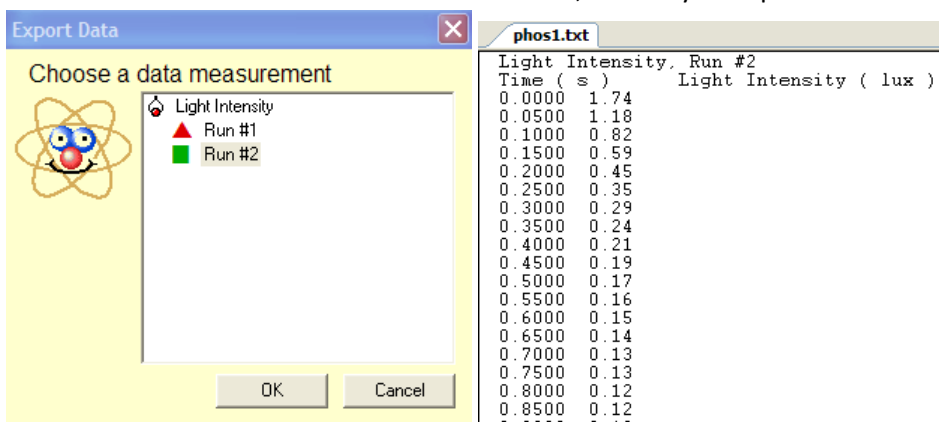 Export Data
Choose a data measurement
Light Intensity
Run #1
Run #2
OK
Cancel
phos1.txt
Light Intensity, Run #2
Time ( s ) Light Intensity ( lux )
0.0000 1.74
0.0500 1.18
0.1000 0.82
0.1500 0.59
0.2000 0.45
0.2500 0.35
0.3000 0.29
0.3500 0.24
0.4000 0.21
0.4500 0.19
0.5000 0.17
0.5500 0.16
0.6000 0.15
0.6500 0.14
0.7000 0.13
0.7500 0.13
0.8000 0.12
0.8500 0.12